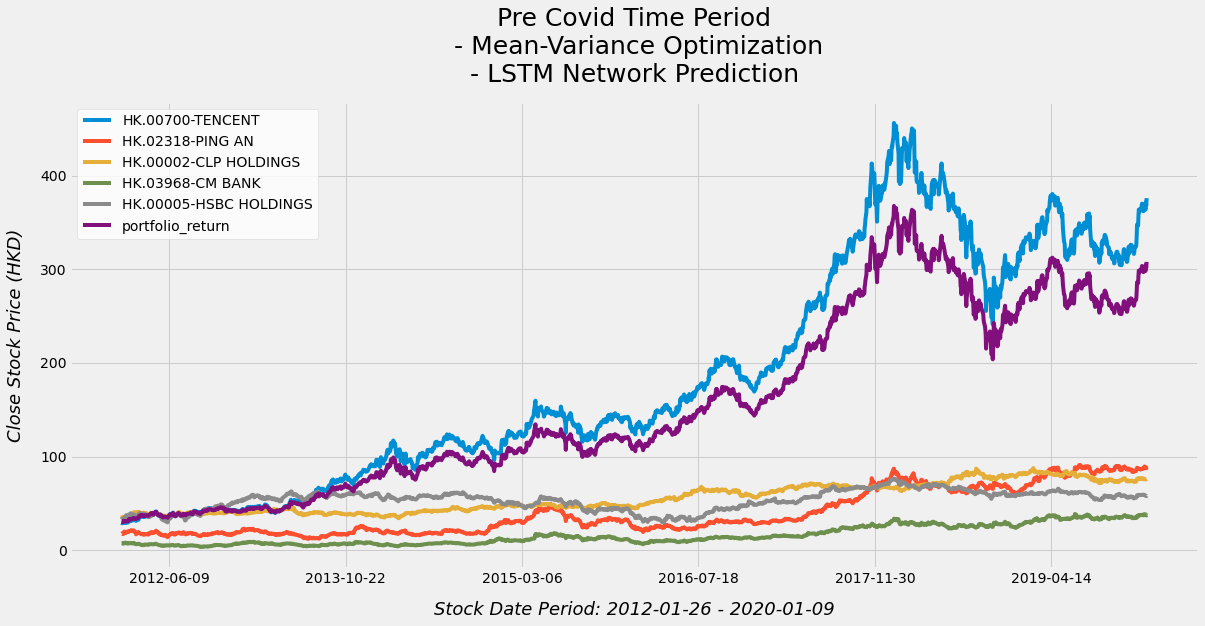 Pre Covid Time Period
- Mean-Variance Optimization
- LSTM Network Prediction
HK.00700-TENCENT
HK.02318-PING AN
HK.00002-CLP HOLDINGS
HK.03968-CM BANK
HK.00005-HSBC HOLDINGS
portfolio_return
Close Stock Price (HKD)
400
300
200
100
0
2012-06-09 2013-10-22 2015-03-06 2016-07-18 2017-11-30 2019-04-14
Stock Date Period: 2012-01-26 - 2020-01-09